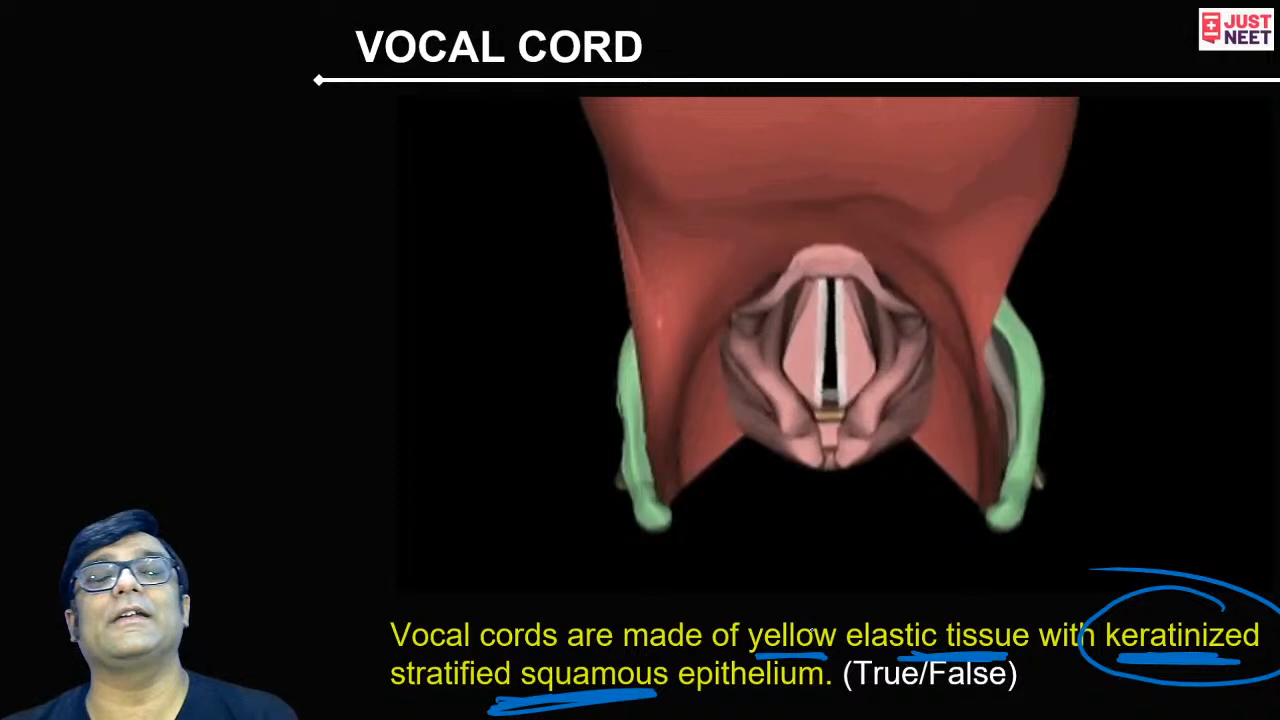 VOCAL CORD
JUST
NEET
Vocal cords are made of yellow elastic tissue with keratinized
stratified squamous epithelium. (True/False)